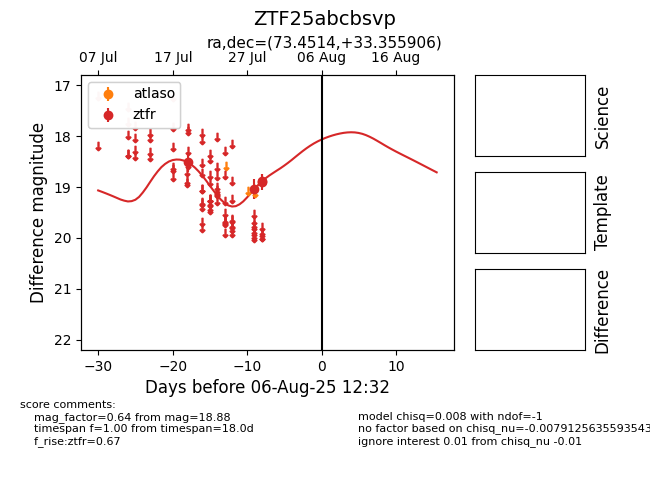 ZTF25abcbsvp
ra,dec=(73.4514,+33.355906)
07 Jul 17 Jul 27 Jul 06 Aug 16 Aug
atlaso
ztfr
17
18
19
20
21
22
Difference magnitude
−30 −20 −10 0 10
Days before 06-Aug-25 12:32
Science
Template
Difference
score comments:
mag_factor=0.64 from mag=18.88
timespan f=1.00 from timespan=18.0d
f_rise:ztfr=0.67
model chisq=0.008 with ndof=-1
no factor based on chisq_nu=-0.0079125635593543
ignore interest 0.01 from chisq_nu -0.01